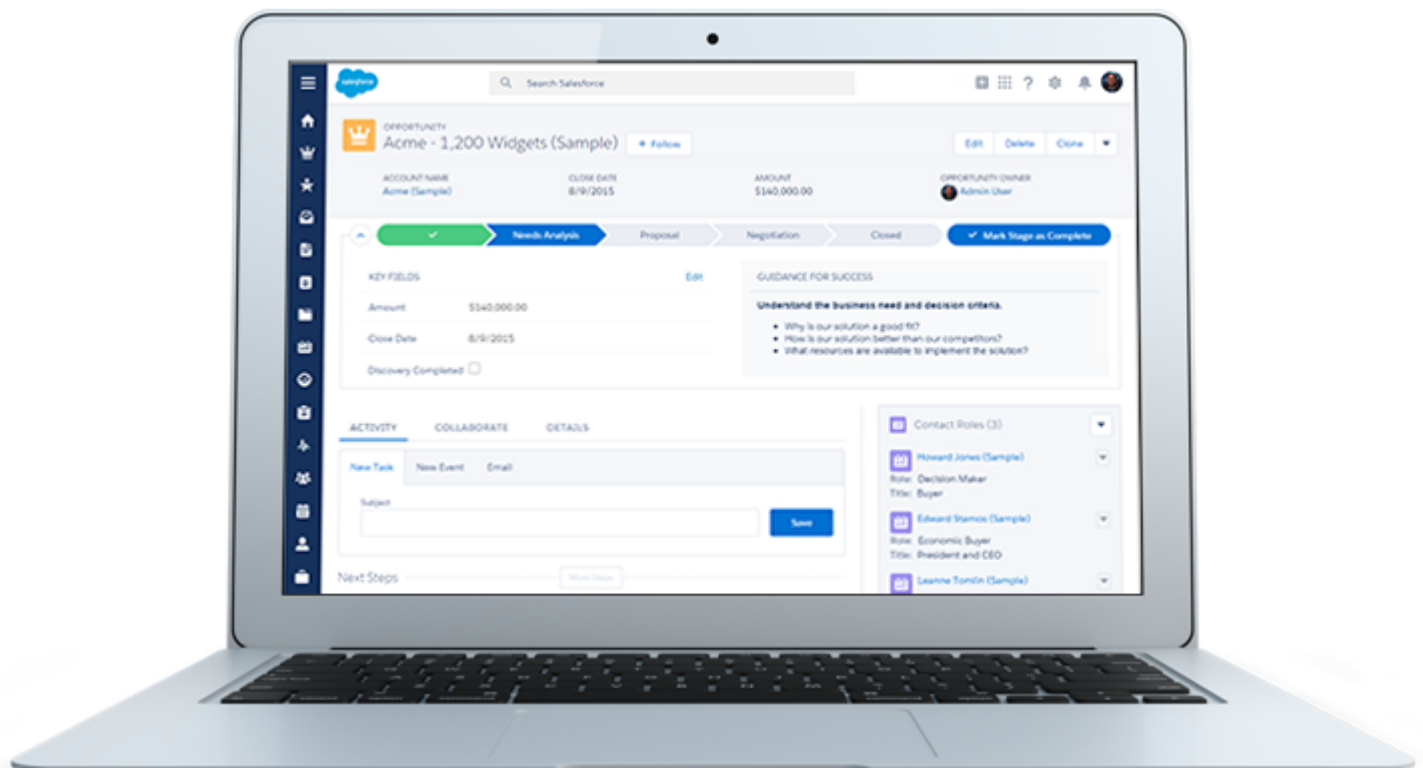 salesforce
Search Salesforce
OPPORTUNITY
Acme - 1,200 Widgets (Sample)
+ Follow
Edit Delete Clone
ACCOUNT NAME CLOSE DATE AMOUNT OPPORTUNITY OWNER
Acme (Sample) 8/9/2015 $140,000.00 Admin User
Needs Analysis Proposal Negotiation Closed Mark Stage as Complete
KEY FIELDS Edit
Amount $140,000.00
Close Date 8/9/2015
Discovery Completed
GUIDANCE FOR SUCCESS
Understand the business need and decision criteria.
• Why is our solution a good fit?
• How is our solution better than our competitors?
• What resources are available to implement the solution?
ACTIVITY COLLABORATE DETAILS
New Task New Event Email
Subject
Save
Next Steps More Steps
Contact Roles (3)
Howard Jones (Sample)
Role: Decision Maker
Title: Buyer
Edward Stamos (Sample)
Role: Economic Buyer
Title: President and CEO
Leanne Tomlin (Sample)